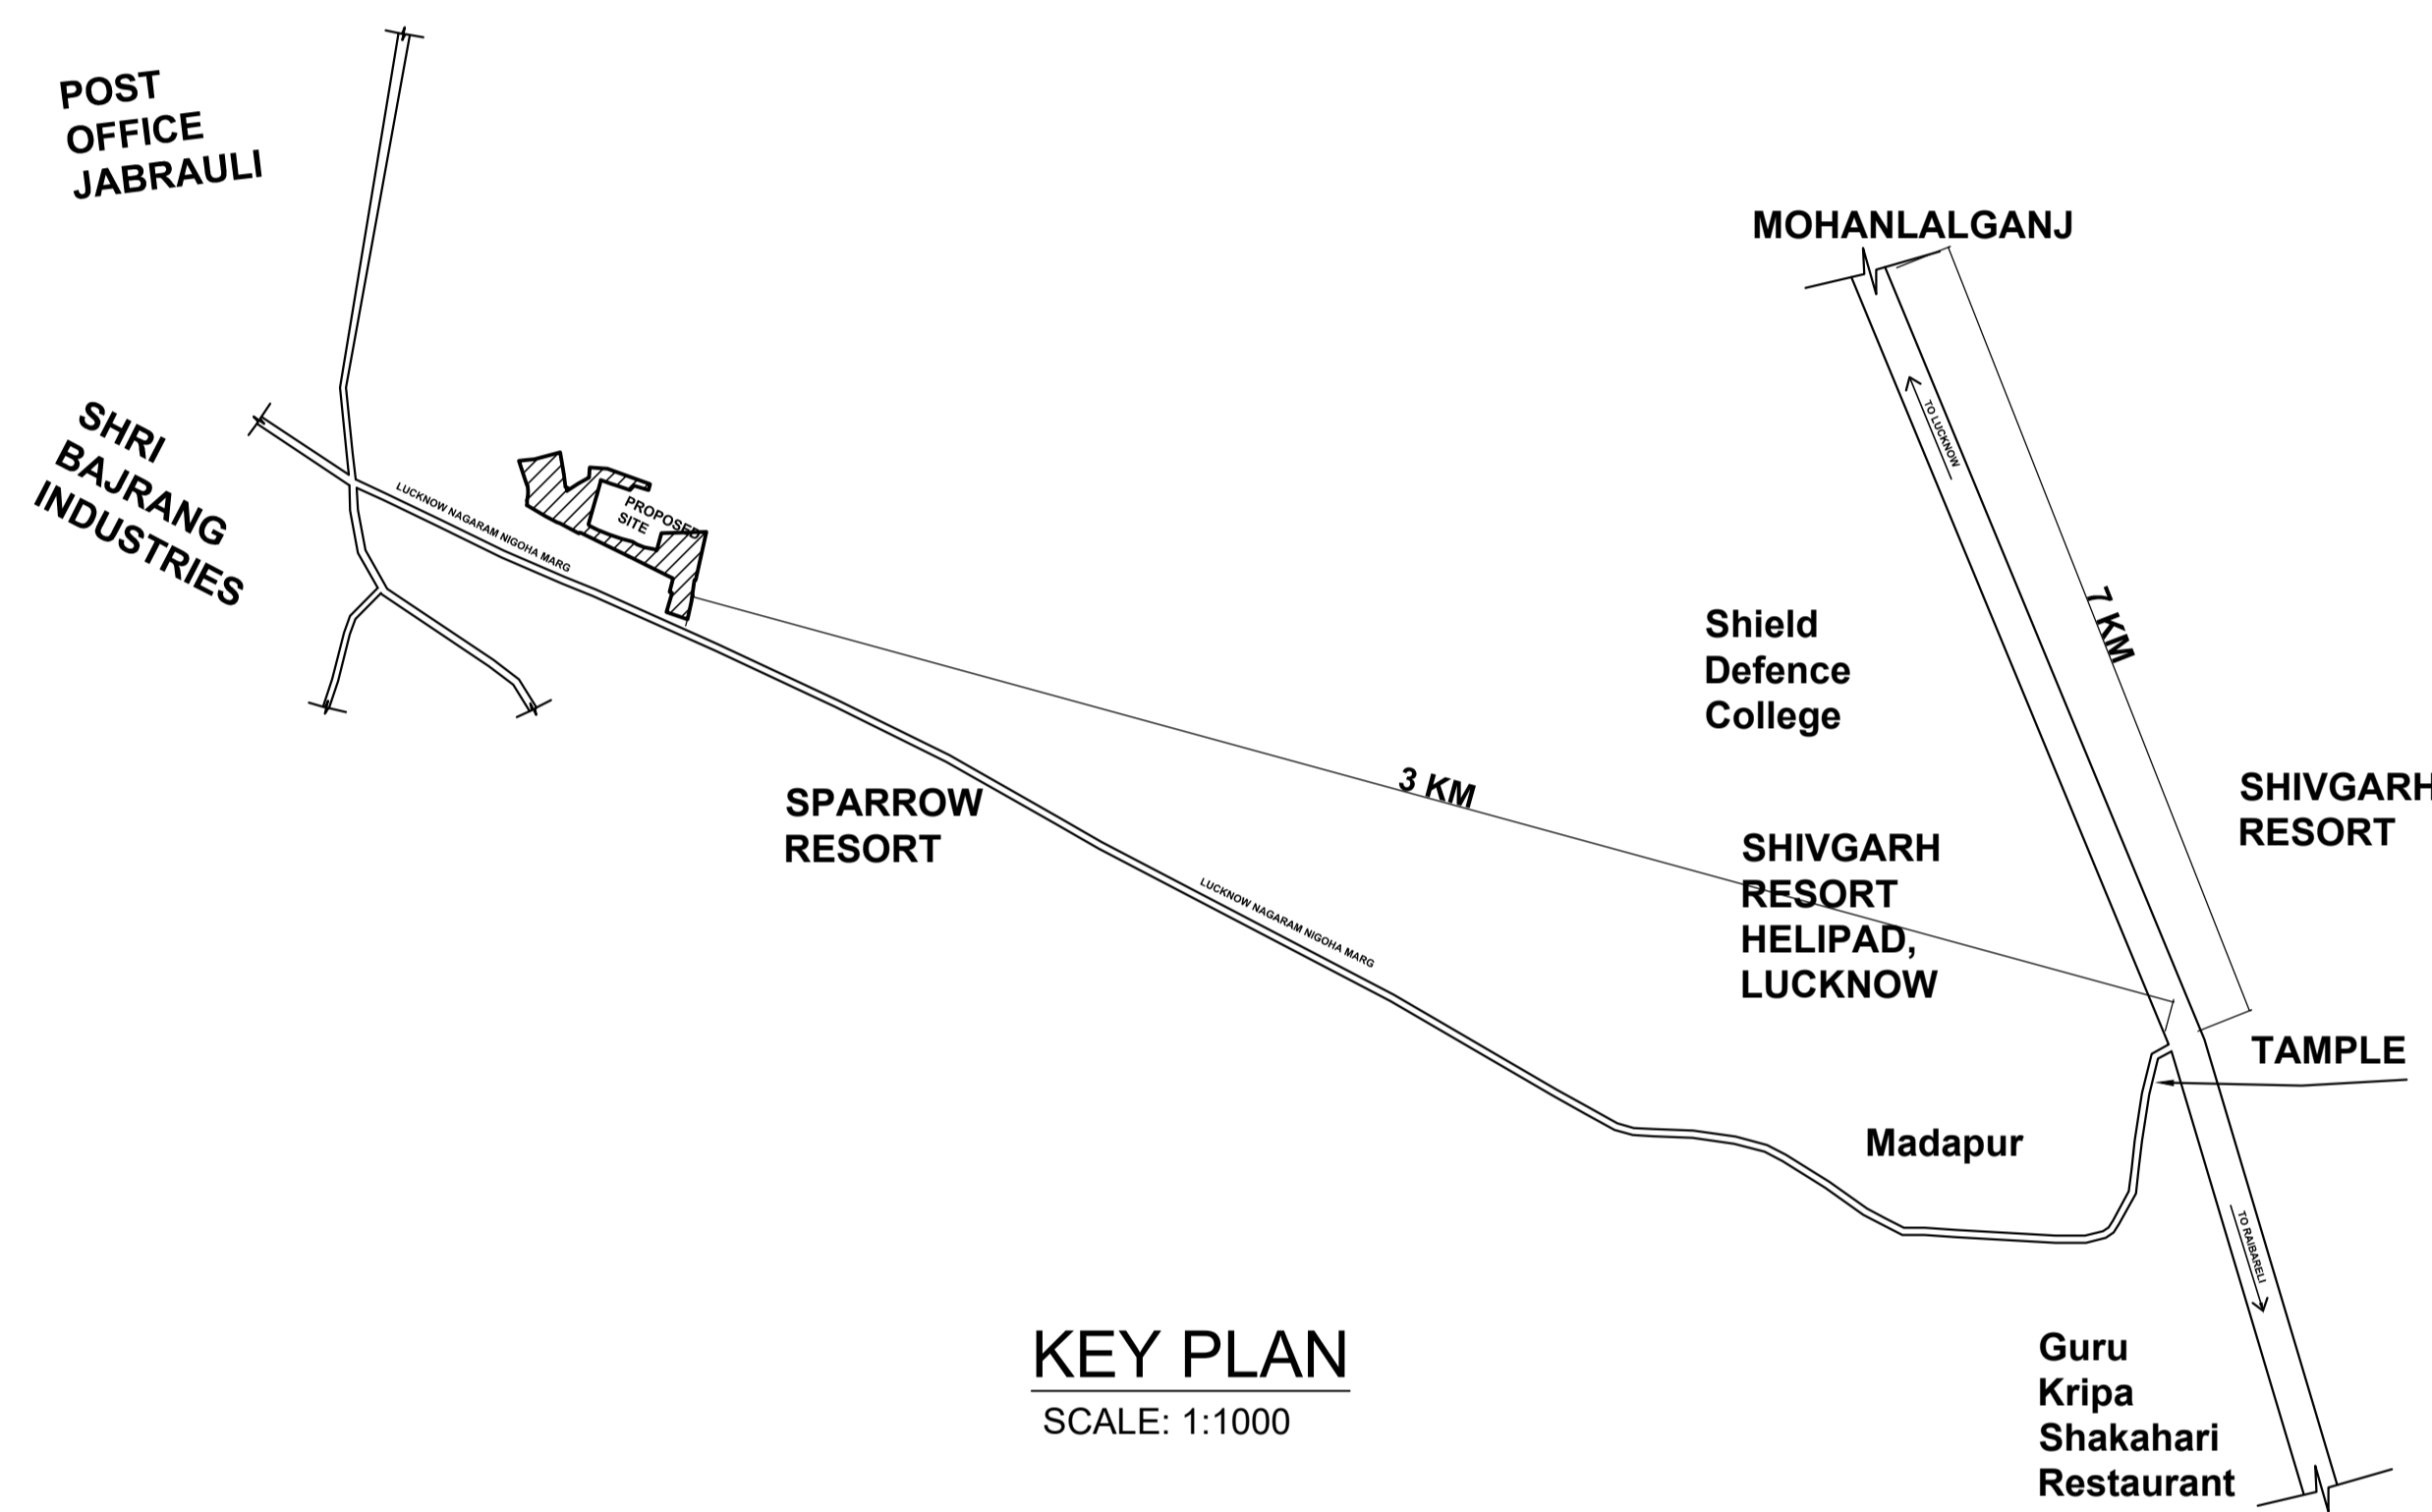 POST
OFFICE
JABRAULI
MOHANLALGANJ
TO LUCKNOW
SHRI
BAJRANG
INDUSTRIES
LUCKNOW NAGARAM NIGOHA MARG
PROPOSED
SITE
7 KM
Shield
Defence
College
3 KM
SPARROW
RESORT
SHIVGARH
RESORT
SHIVGARH
RESORT
HELIPAD,
LUCKNOW
LUCKNOW NAGARAM NIGOHA MARG
TAMPLE
Madapur
TO RAIBARELI
KEY PLAN
SCALE: 1:1000
Guru
Kripa
Shakahari
Restaurant